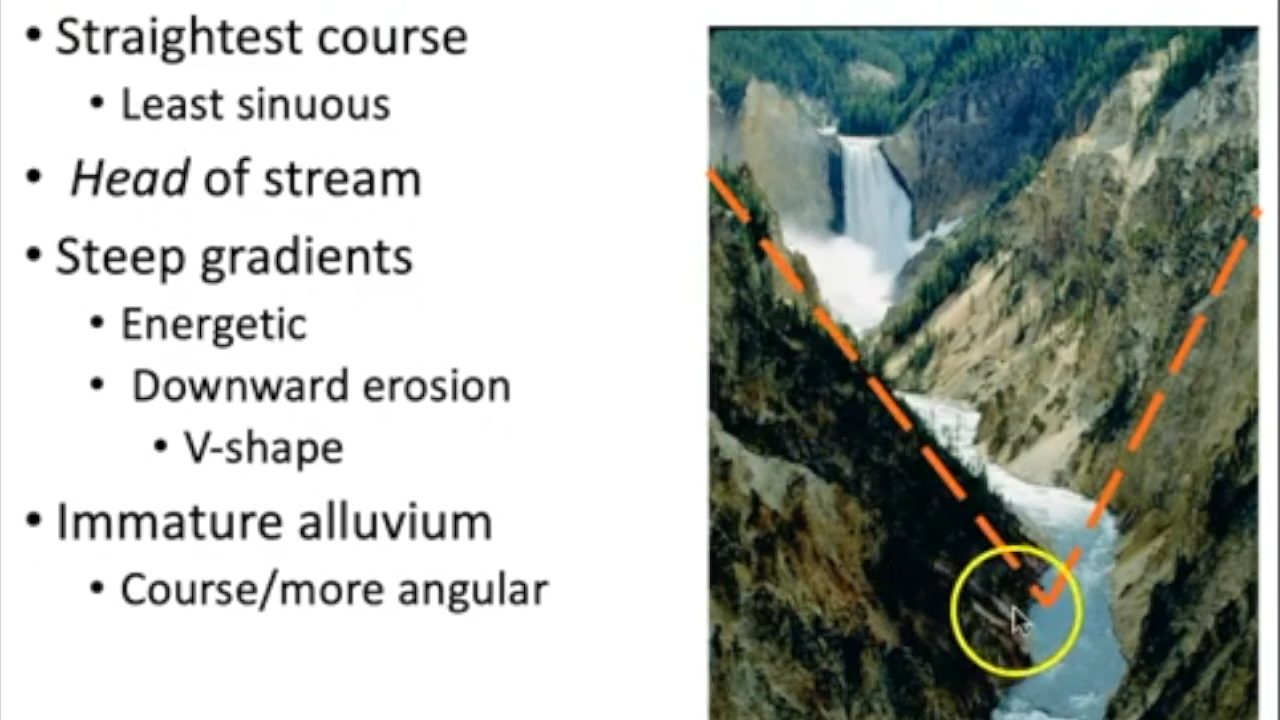 • Straightest course
• Least sinuous
• Head of stream
• Steep gradients
• Energetic
• Downward erosion
• V-shape
• Immature alluvium
• Course/more angular